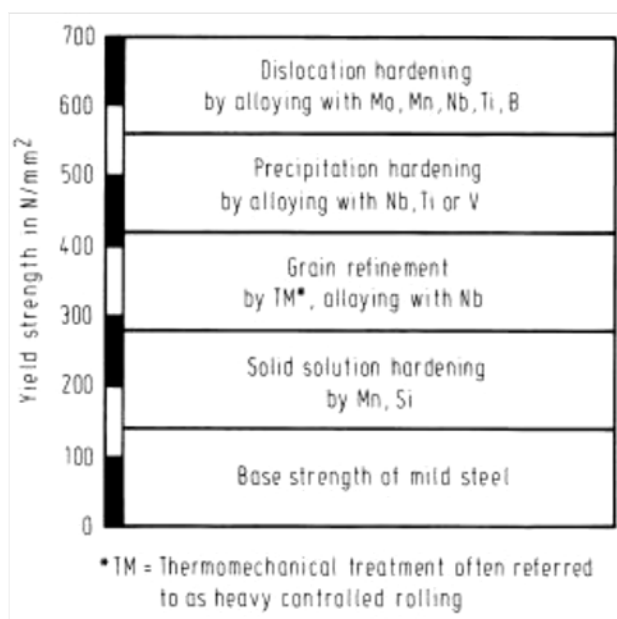 Yield strength in N/mm²
700
600
500
400
300
200
100
0
Dislocation hardening
by alloying with Mo, Mn, Nb, Ti, B
Precipitation hardening
by alloying with Nb, Ti or V
Grain refinement
by TM*, alloying with Nb
Solid solution hardening
by Mn, Si
Base strength of mild steel
*TM = Thermomechanical treatment often referred
to as heavy controlled rolling